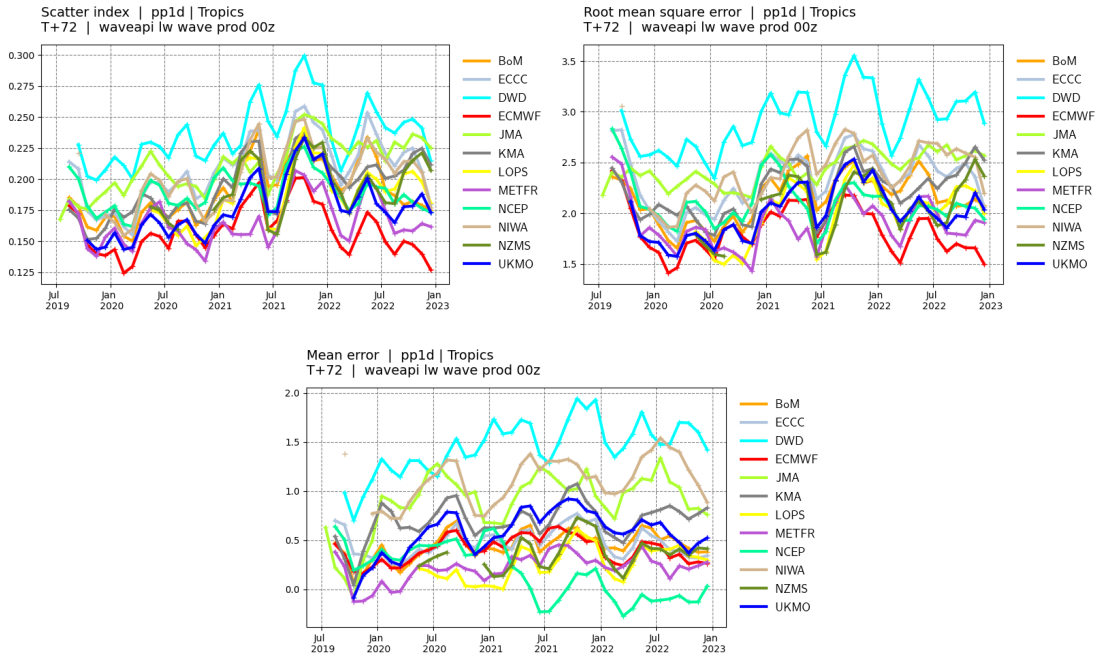 Scatter index | pp1d | Tropics
T+72 | waveapi lw wave prod 00z
0.300
0.275
0.250
0.225
0.200
0.175
0.150
0.125
Jul 2019
Jan 2020
Jul 2020
Jan 2021
Jul 2021
Jan 2022
Jul 2022
Jan 2023
BoM
ECCC
DWD
ECMWF
JMA
KMA
LOPS
METFR
NCEP
NIWA
NZMS
UKMO
Root mean square error | pp1d | Tropics
T+72 | waveapi lw wave prod 00z
3.5
3.0
2.5
2.0
1.5
Jul 2019
Jan 2020
Jul 2020
Jan 2021
Jul 2021
Jan 2022
Jul 2022
Jan 2023
BoM
ECCC
DWD
ECMWF
JMA
KMA
LOPS
METFR
NCEP
NIWA
NZMS
UKMO
Mean error | pp1d | Tropics
T+72 | waveapi lw wave prod 00z
2.0
1.5
1.0
0.5
0.0
Jul 2019
Jan 2020
Jul 2020
Jan 2021
Jul 2021
Jan 2022
Jul 2022
Jan 2023
BoM
ECCC
DWD
ECMWF
JMA
KMA
LOPS
METFR
NCEP
NIWA
NZMS
UKMO